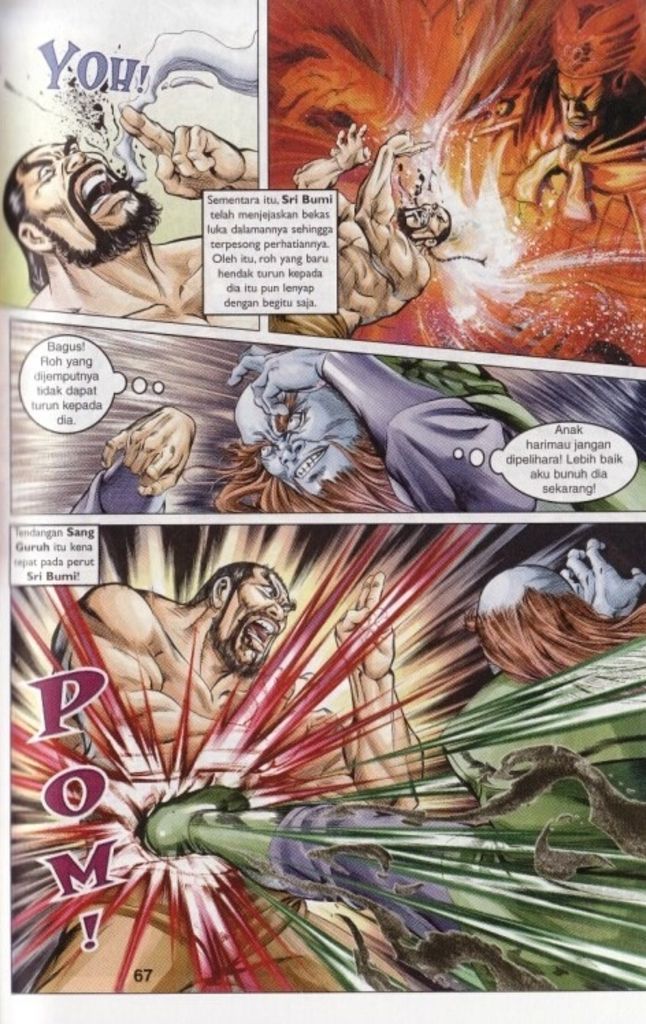 YOH!
Sementara itu, Sri Bumi
telah menjejaskan bekas
luka dalamannya sehingga
terpesong perhatiannya.
Oleh itu, roh yang baru
hendak turun kepada
dia itu pun lenyap
dengan begitu saja.
Bagus!
Roh yang
dijemputnya
tidak dapat
turun kepada
dia.
Anak
harimau jangan
dipelihara! Lebih baik
aku bunuh dia
sekarang!
Tendangan Sang
Guruh itu kena
tepat pada perut
Sri Bumi!
POM!
67